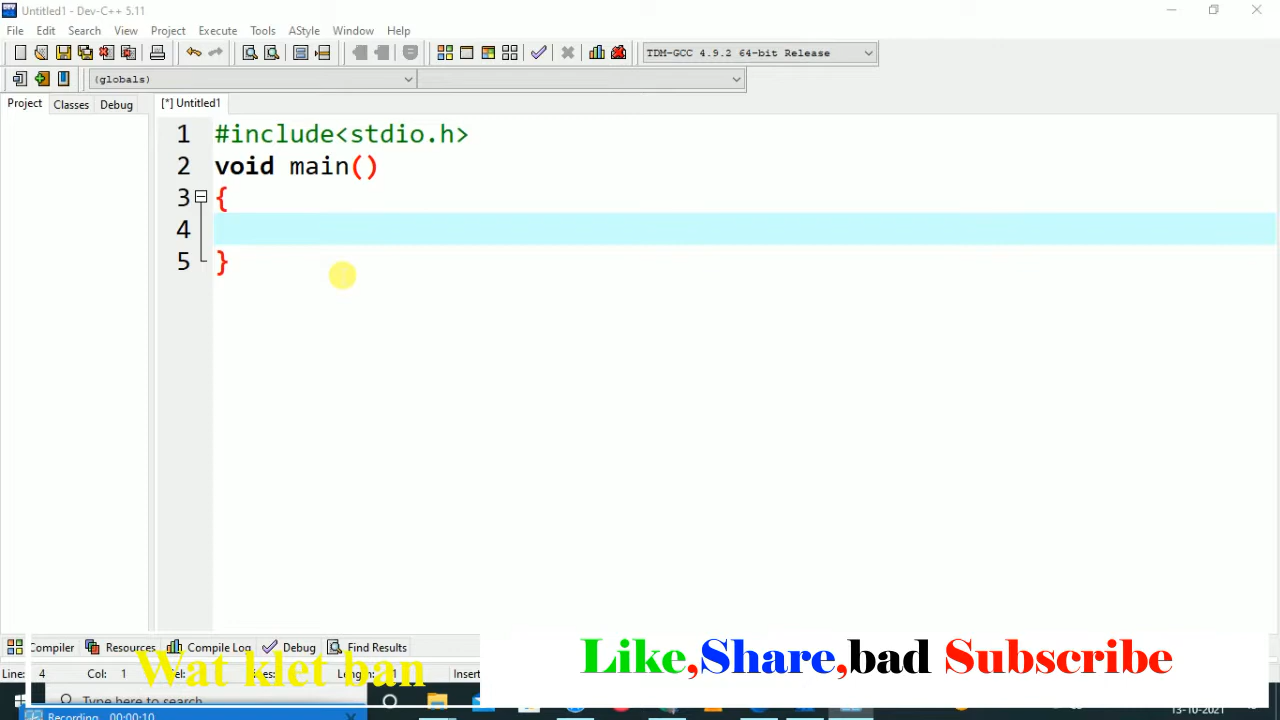 Untitled1 - Dev-C++ 5.11
File Edit Search View Project Execute Tools AStyle Window Help
TDM-GCC 4.9.2 64-bit Release
(globals)
Project Classes Debug [*] Untitled1
1 #include<stdio.h>
2 void main()
3 {
4
5 }
Compiler Resources Compile Log Debug Find Results
Wat klet ban
Like,Share,bad Subscribe
Line: 4 Col: 1 Sel: Insert
Type here to search
13-10-2021
Recording 00:00:10